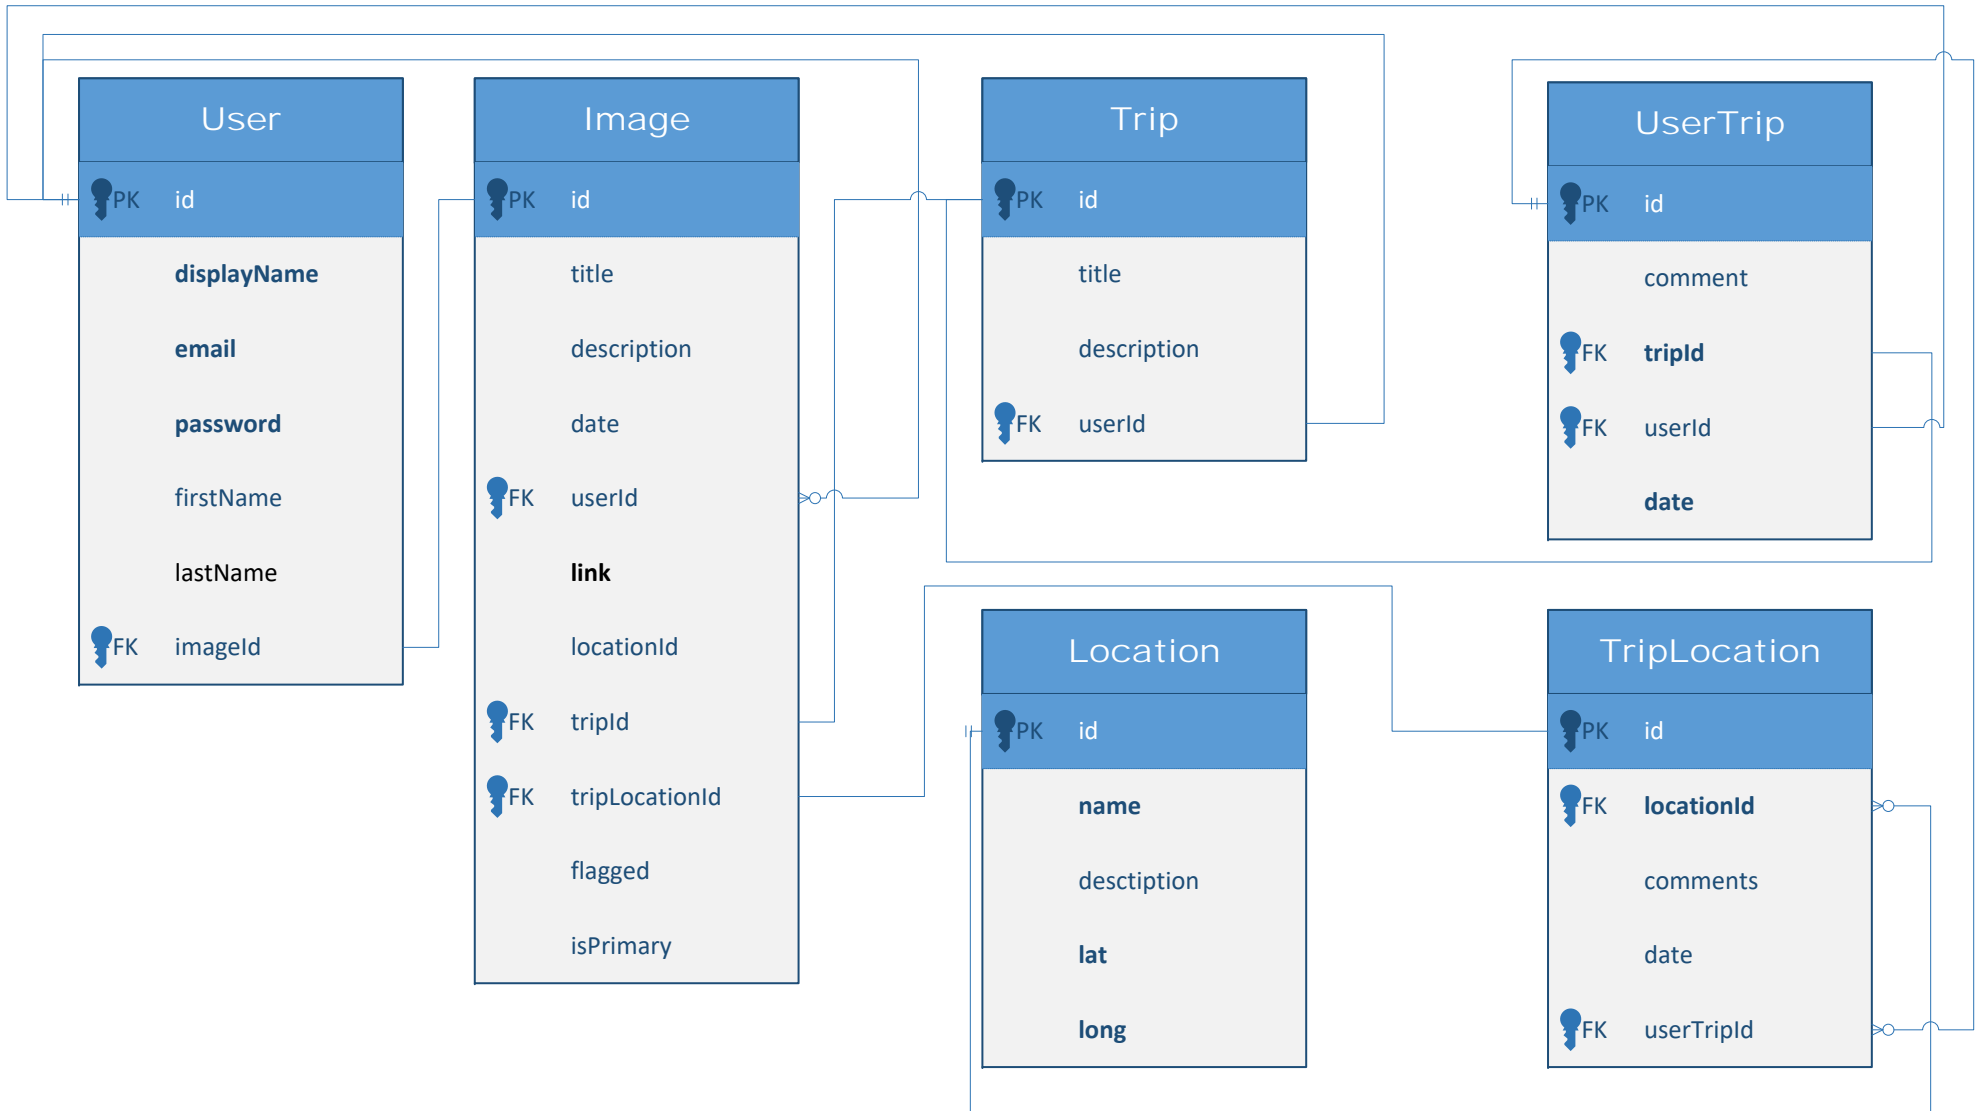 User
PK id
displayName
email
password
firstName
lastName
FK imageId
Image
PK id
title
description
date
FK userId
link
locationId
FK tripId
FK tripLocationId
flagged
isPrimary
Trip
PK id
title
description
FK userId
UserTrip
PK id
comment
FK tripId
FK userId
date
Location
PK id
name
desctiption
lat
long
TripLocation
PK id
FK locationId
comments
date
FK userTripId